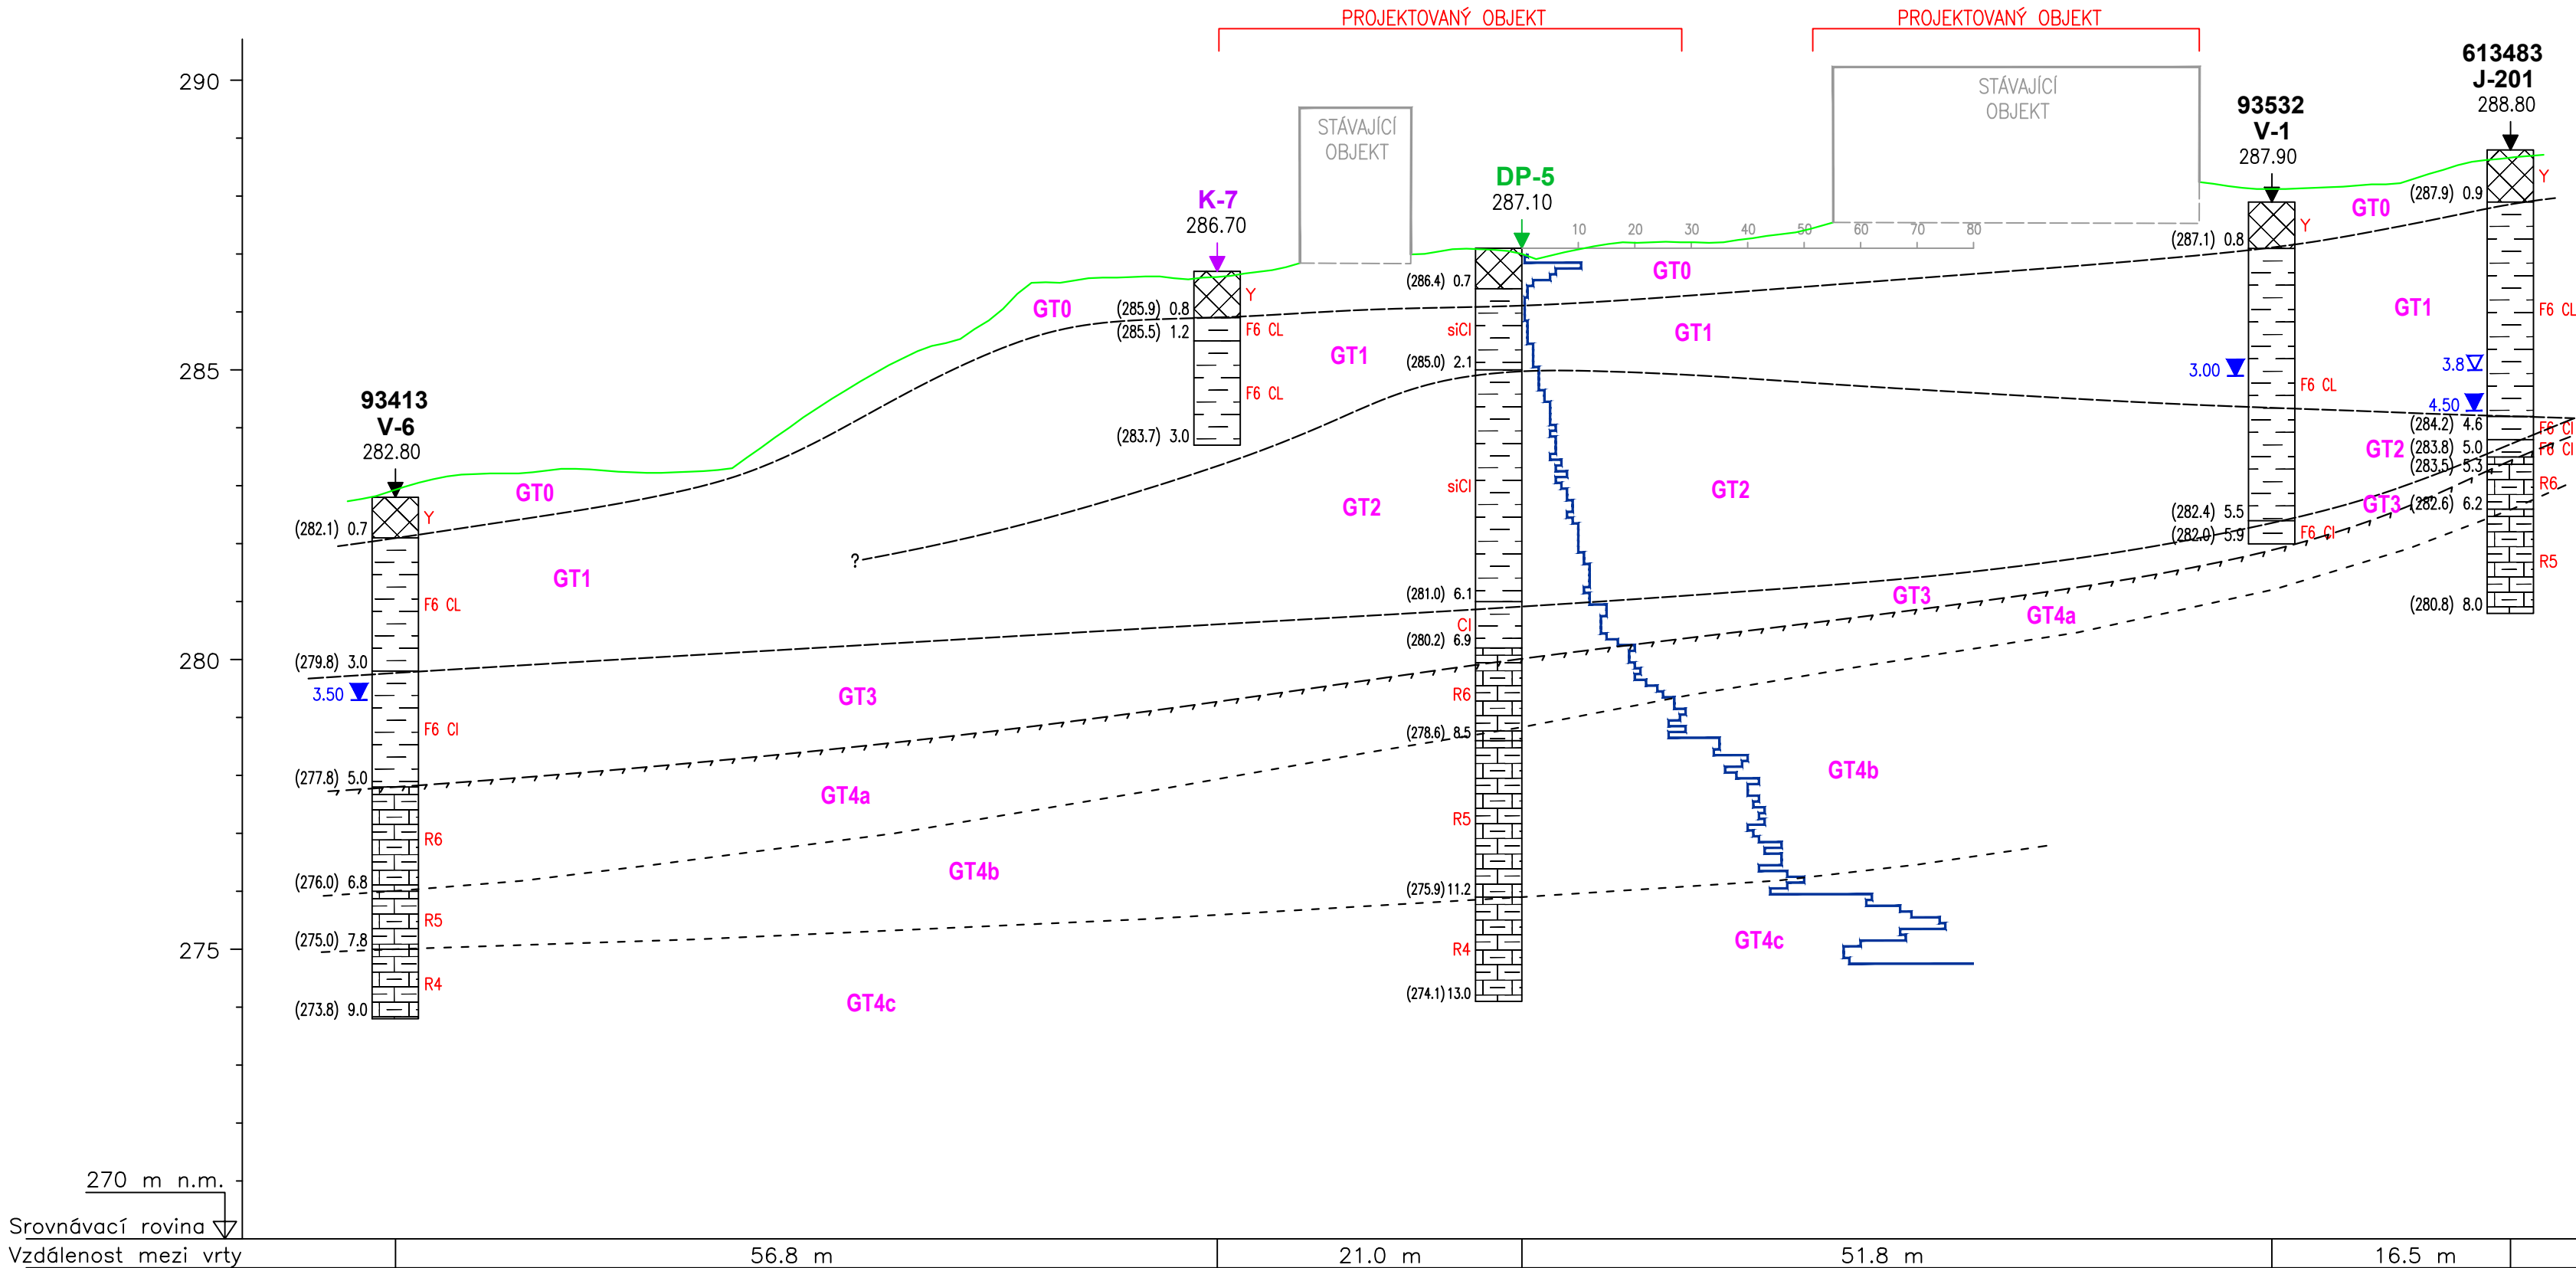 PROJEKTOVANÝ OBJEKT
PROJEKTOVANÝ OBJEKT
290
285
280
275
270 m n.m.
Srovnávací rovina
Vzdálenost mezi vrty
56.8 m
21.0 m
51.8 m
16.5 m
93413
V-6
282.80
(282.1) 0.7
(279.8) 3.0
3.50
(277.8) 5.0
(276.0) 6.8
(275.0) 7.8
(273.8) 9.0
Y
F6 CL
F6 CI
R6
R5
R4
GT0
GT1
GT3
GT4a
GT4b
GT4c
?
GT0
K-7
286.70
(285.9) 0.8
(285.5) 1.2
(283.7) 3.0
Y
F6 CL
F6 CL
STÁVAJÍCÍ
OBJEKT
GT1
GT2
DP-5
287.10
(286.4) 0.7
(285.0) 2.1
(281.0) 6.1
(280.2) 6.9
(278.6) 8.5
(275.9) 11.2
(274.1) 13.0
siCl
siCl
CI
R6
R5
R4
10 20 30 40 50 60 70 80
GT0
GT1
GT2
GT3
GT4a
GT4b
GT4c
STÁVAJÍCÍ
OBJEKT
93532
V-1
287.90
(287.1) 0.8
3.00
(282.4) 5.5
(282.0) 5.9
Y
F6 CL
F6 CI
GT0
GT1
GT2
GT3
613483
J-201
288.80
(287.9) 0.9
3.8
4.50
(284.2) 4.6
(283.8) 5.0
(283.5) 5.3
(282.6) 6.2
(280.8) 8.0
Y
F6 CL
F6 CI
F6 CI
R6
R5